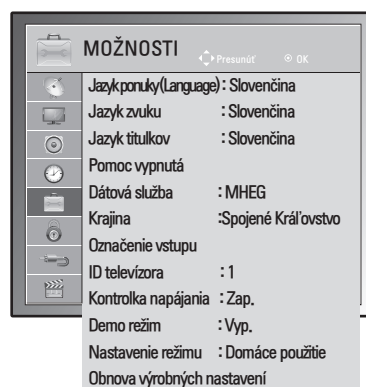 MOŽNOSTI Presunúť OK
Jazyk ponuky (Language) : Slovenčina
Jazyk zvuku : Slovenčina
Jazyk titulkov : Slovenčina
Pomoc vypnutá
Dátová služba : MHEG
Krajina :Spojené Kráľovstvo
Označenie vstupu
ID televízora : 1
Kontrolka napájania : Zap.
Demo režim : Vyp.
Nastavenie režimu : Domáce použitie
Obnova výrobných nastavení